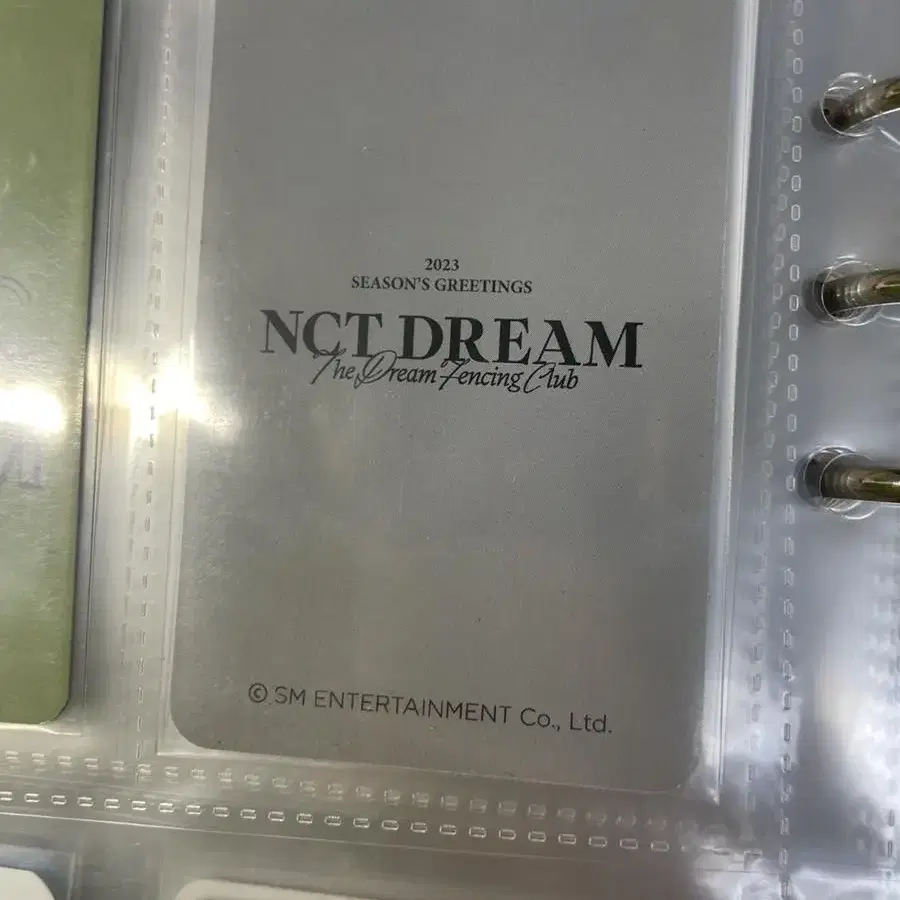 2023
SEASON'S GREETINGS
NCT DREAM
The Dream Fencing Club
© SM ENTERTAINMENT Co., Ltd.